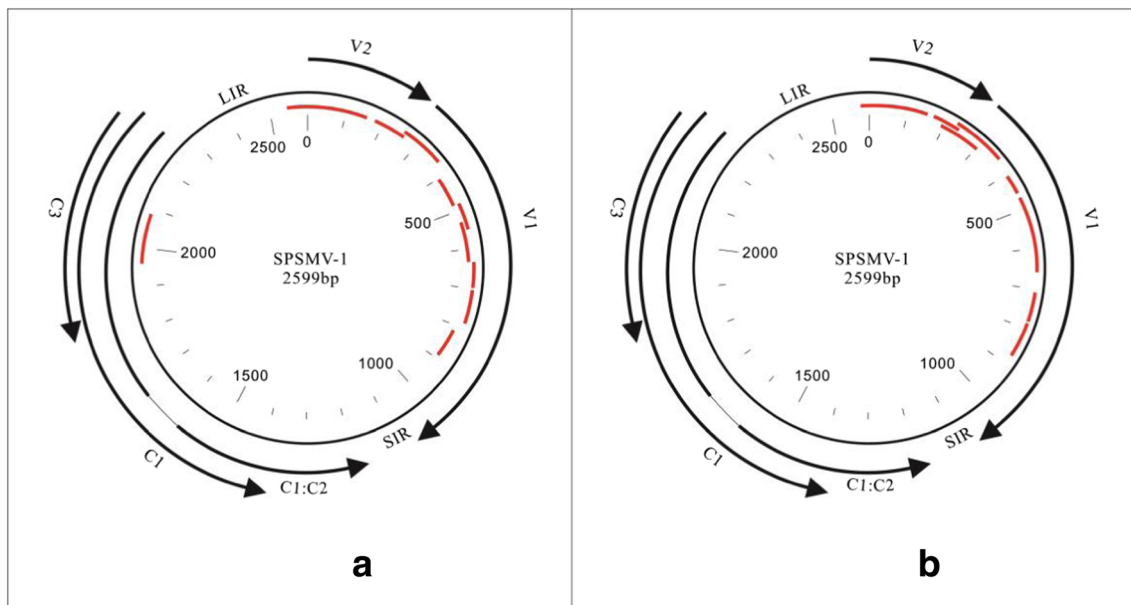 V2
LIR
0
2500
C3
500
V1
2000
SPSMV-1
2599bp
1000
1500
SIR
C1
C1:C2
a
V2
LIR
0
2500
C3
500
V1
2000
SPSMV-1
2599bp
1000
1500
SIR
C1
C1:C2
b